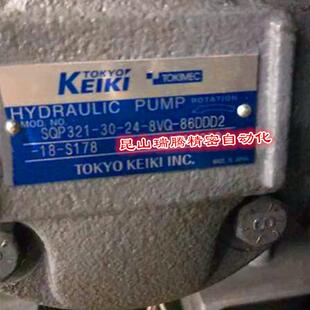 TOKYO
KEIKI
TOKIMEC
HYDRAULIC PUMP
ROTATION
MOD. NO.
SQP321-30-24-8VQ-86DDD2
-18-S178
昆山瑞腾精密自动化
TOKYO KEIKI INC.
MADE IN JAPAN